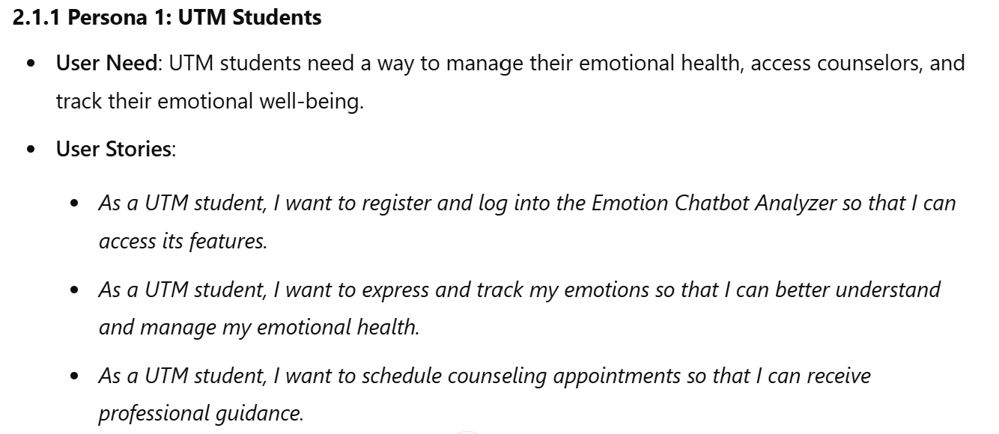 2.1.1 Persona 1: UTM Students
• User Need: UTM students need a way to manage their emotional health, access counselors, and
track their emotional well-being.
• User Stories:
• As a UTM student, I want to register and log into the Emotion Chatbot Analyzer so that I can
access its features.
• As a UTM student, I want to express and track my emotions so that I can better understand
and manage my emotional health.
• As a UTM student, I want to schedule counseling appointments so that I can receive
professional guidance.